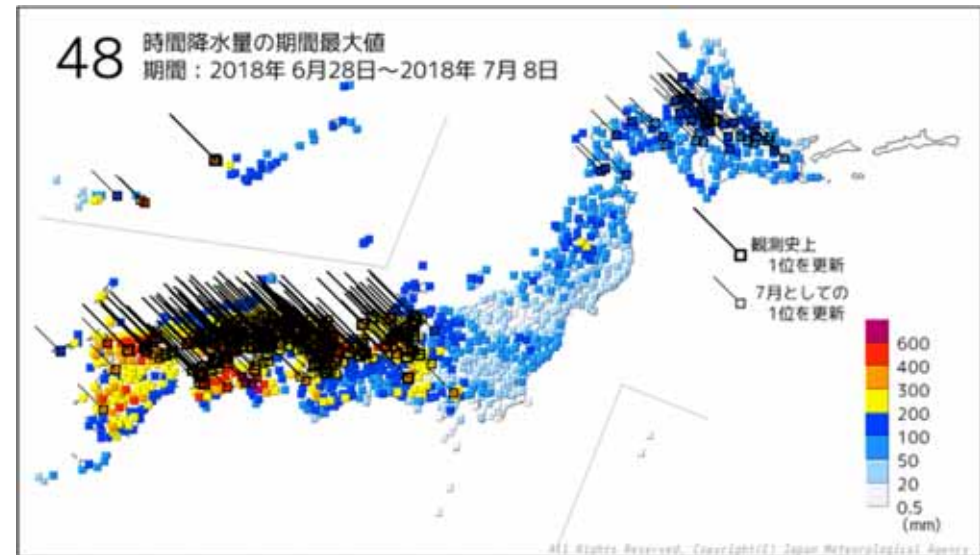 48 時間降水量の期間最大値
期間：2018年 6月28日～2018年 7月 8日
観測史上
1位を更新
7月としての
1位を更新
600
400
300
200
100
50
20
0.5
(mm)
All Rights Reserved. Copyright(C) Japan Meteorological Agency